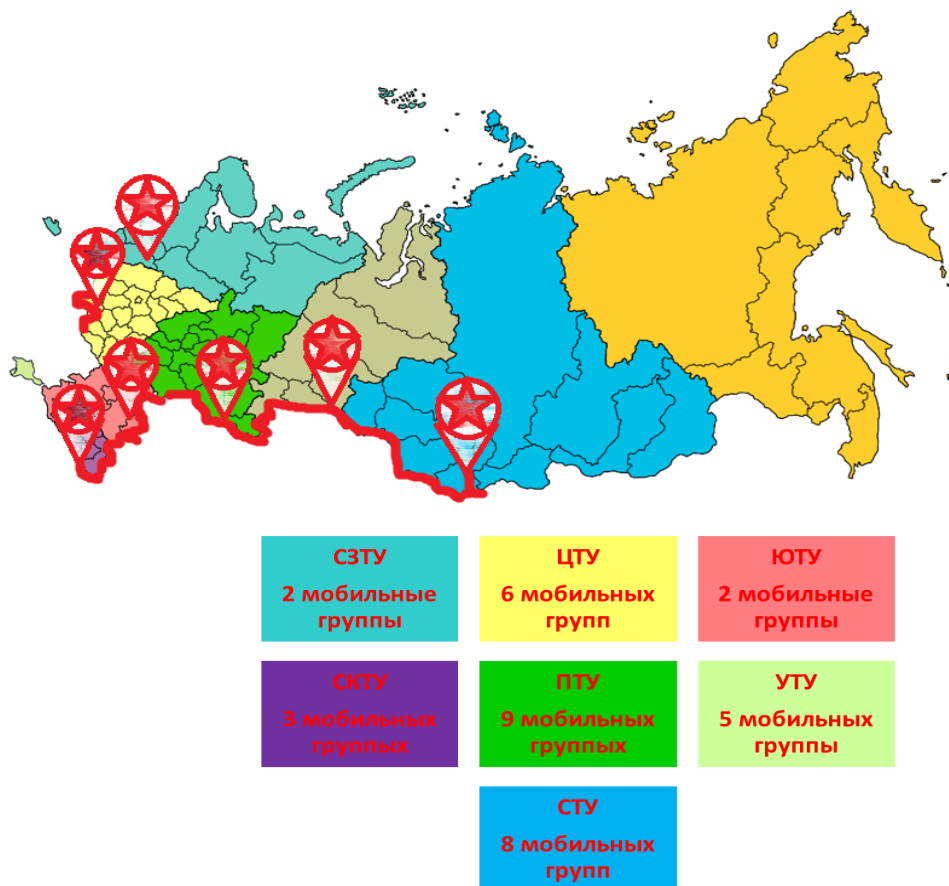 СЗТУ
2 мобильные
группы
ЦТУ
6 мобильных
групп
ЮТУ
2 мобильные
группы
СКТУ
3 мобильных
группых
ПТУ
9 мобильных
группых
УТУ
5 мобильных
группы
СТУ
8 мобильных
групп